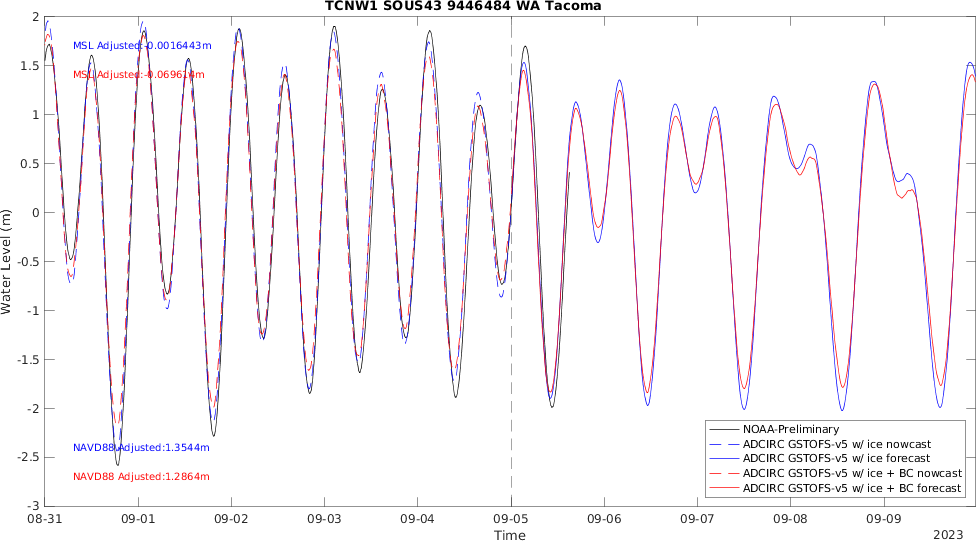 TCNW1 SOUS43 9446484 WA Tacoma
MSL Adjusted:-0.0016443m
MSL Adjusted:-0.069614m
NAVD88 Adjusted:1.3544m
NAVD88 Adjusted:1.2864m
Water Level (m)
2
1.5
1
0.5
0
-0.5
-1
-1.5
-2
-2.5
-3
NOAA-Preliminary
ADCIRC GSTOFS-v5 w/ ice nowcast
ADCIRC GSTOFS-v5 w/ ice forecast
ADCIRC GSTOFS-v5 w/ ice + BC nowcast
ADCIRC GSTOFS-v5 w/ ice + BC forecast
08-31 09-01 09-02 09-03 09-04 09-05 09-06 09-07 09-08 09-09
Time
2023